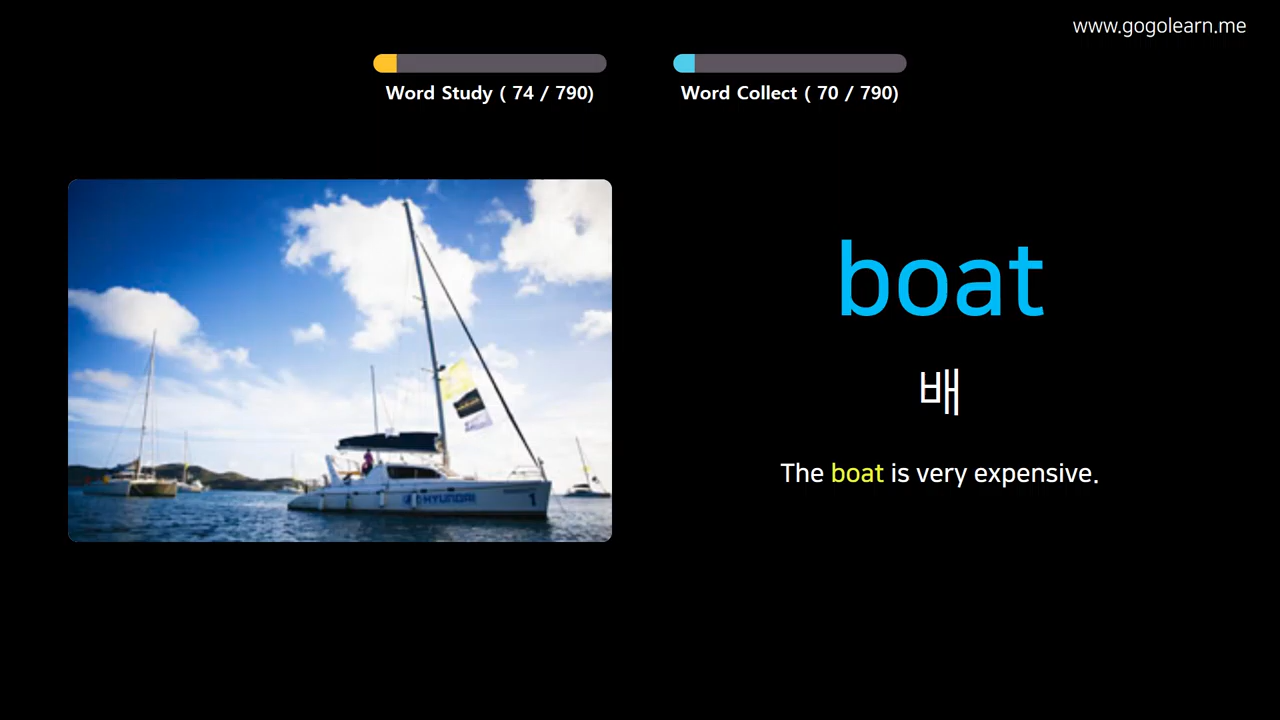 www.gogolearn.me
Word Study ( 74 / 790)
Word Collect ( 70 / 790)
boat
배
The boat is very expensive.
HYUNDAI
1